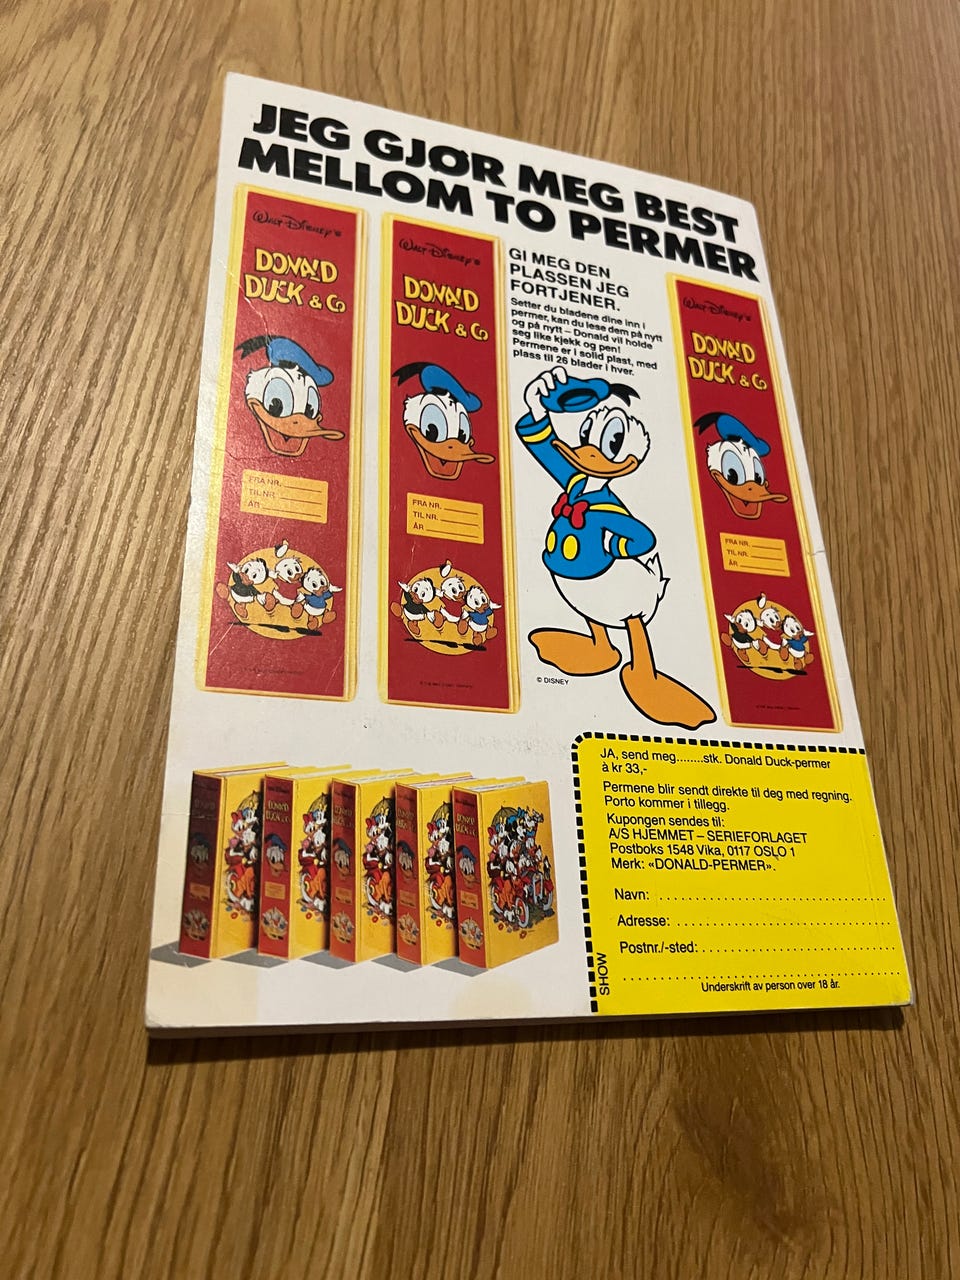 JEG GJØR MEG BEST
MELLOM TO PERMER
WALT DISNEY'S
DONALD
DUCK & Co
FRA NR.
TIL NR.
ÅR
WALT DISNEY'S
DONALD
DUCK & Co
FRA NR.
TIL NR.
ÅR
GI MEG DEN
PLASSEN JEG
FORTJENER.
Setter du bladene dine inn i
permer, kan du lese dem på nytt
og på nytt – Donald vil holde
seg like kjekk og pen!
Permene er i solid plast, med
plass til 26 blader i hver.
© DISNEY
WALT DISNEY'S
DONALD
DUCK & Co
FRA NR.
TIL NR.
ÅR
JA, send meg........stk. Donald Duck-permer
à kr 33,-
Permene blir sendt direkte til deg med regning.
Porto kommer i tillegg.
Kupongen sendes til:
A/S HJEMMET – SERIEFORLAGET
Postboks 1548 Vika, 0117 OSLO 1
Merk: «DONALD-PERMER».
Navn:
Adresse:
Postnr./-sted:
Underskrift av person over 18 år.
SHOW